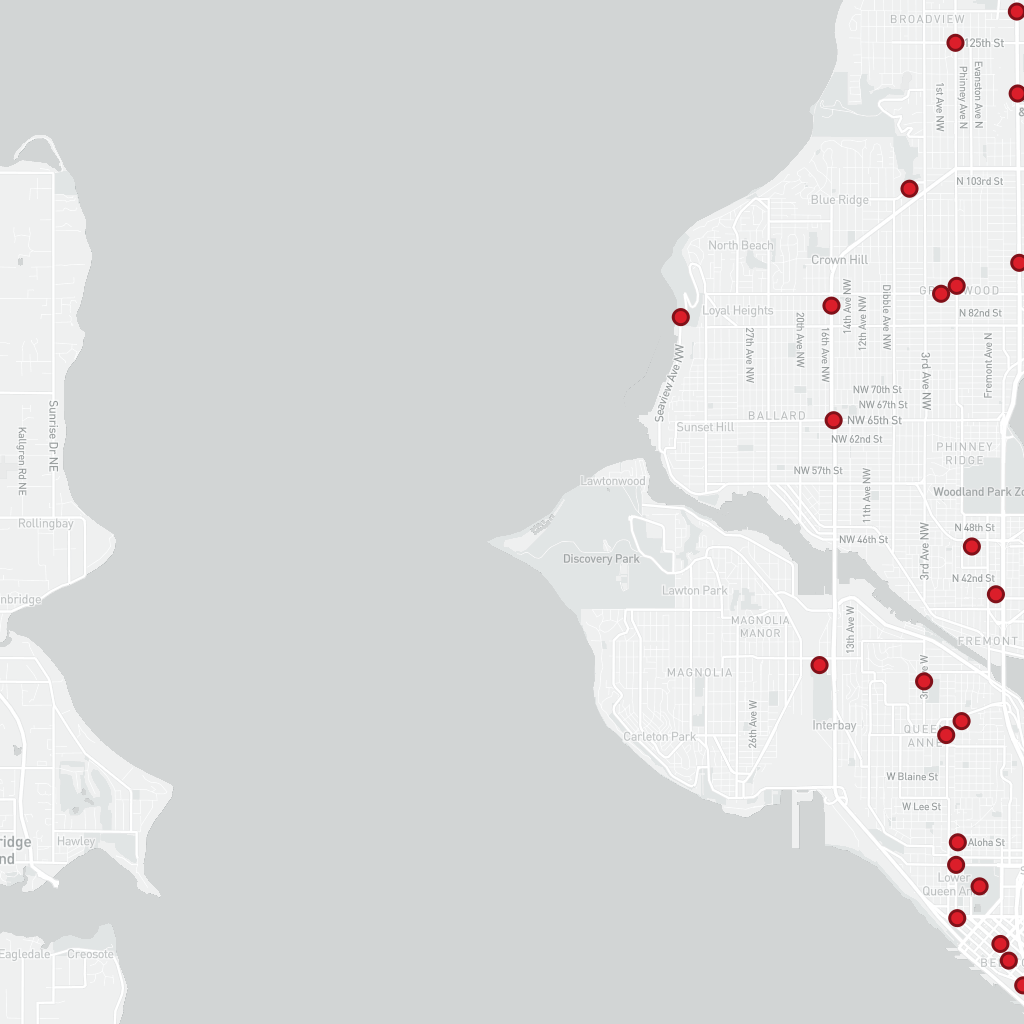 BROADVIEW
125th St
Evanston Ave N
Phinney Ave N
1st Ave NW
N 103rd St
Blue Ridge
North Beach
Crown Hill
N 82nd St
Loyal Heights
14th Ave NW
12th Ave NW
Dibble Ave NW
20th Ave NW
16th Ave NW
27th Ave NW
Fremont Ave N
3rd Ave NW
Seaview Ave NW
NW 70th St
NW 67th St
BALLARD
NW 65th St
Sunset Hill
NW 62nd St
Sunrise Dr NE
Kallgren Rd NE
PHINNEY
RIDGE
NW 57th St
Lawtonwood
11th Ave NW
Woodland Park
Rollingbay
N 48th St
NW 46th St
3rd Ave NW
Discovery Park
N 42nd St
Lawton Park
MAGNOLIA
MANOR
13th Ave W
FREMONT
MAGNOLIA
26th Ave W
Interbay
Carleton Park
QUEEN
ANNE
W Blaine St
W Lee St
Hawley
Aloha St
Lower
Queen
Eagledale
Creosote